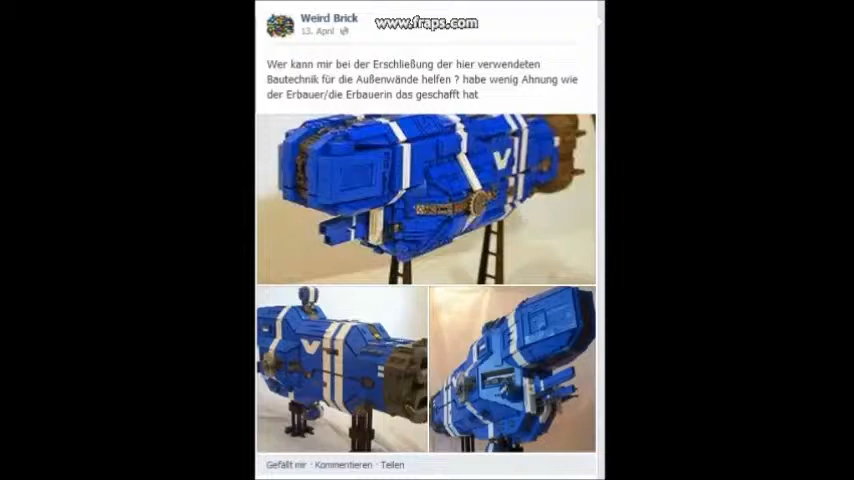 Weird Brick
www.fraps.com
13. April
Wer kann mir bei der Erschließung der hier verwendeten
Bautechnik für die Außenwände helfen ? habe wenig Ahnung wie
der Erbauer/die Erbauerin das geschafft hat
V
V
Gefällt mir · Kommentieren · Teilen